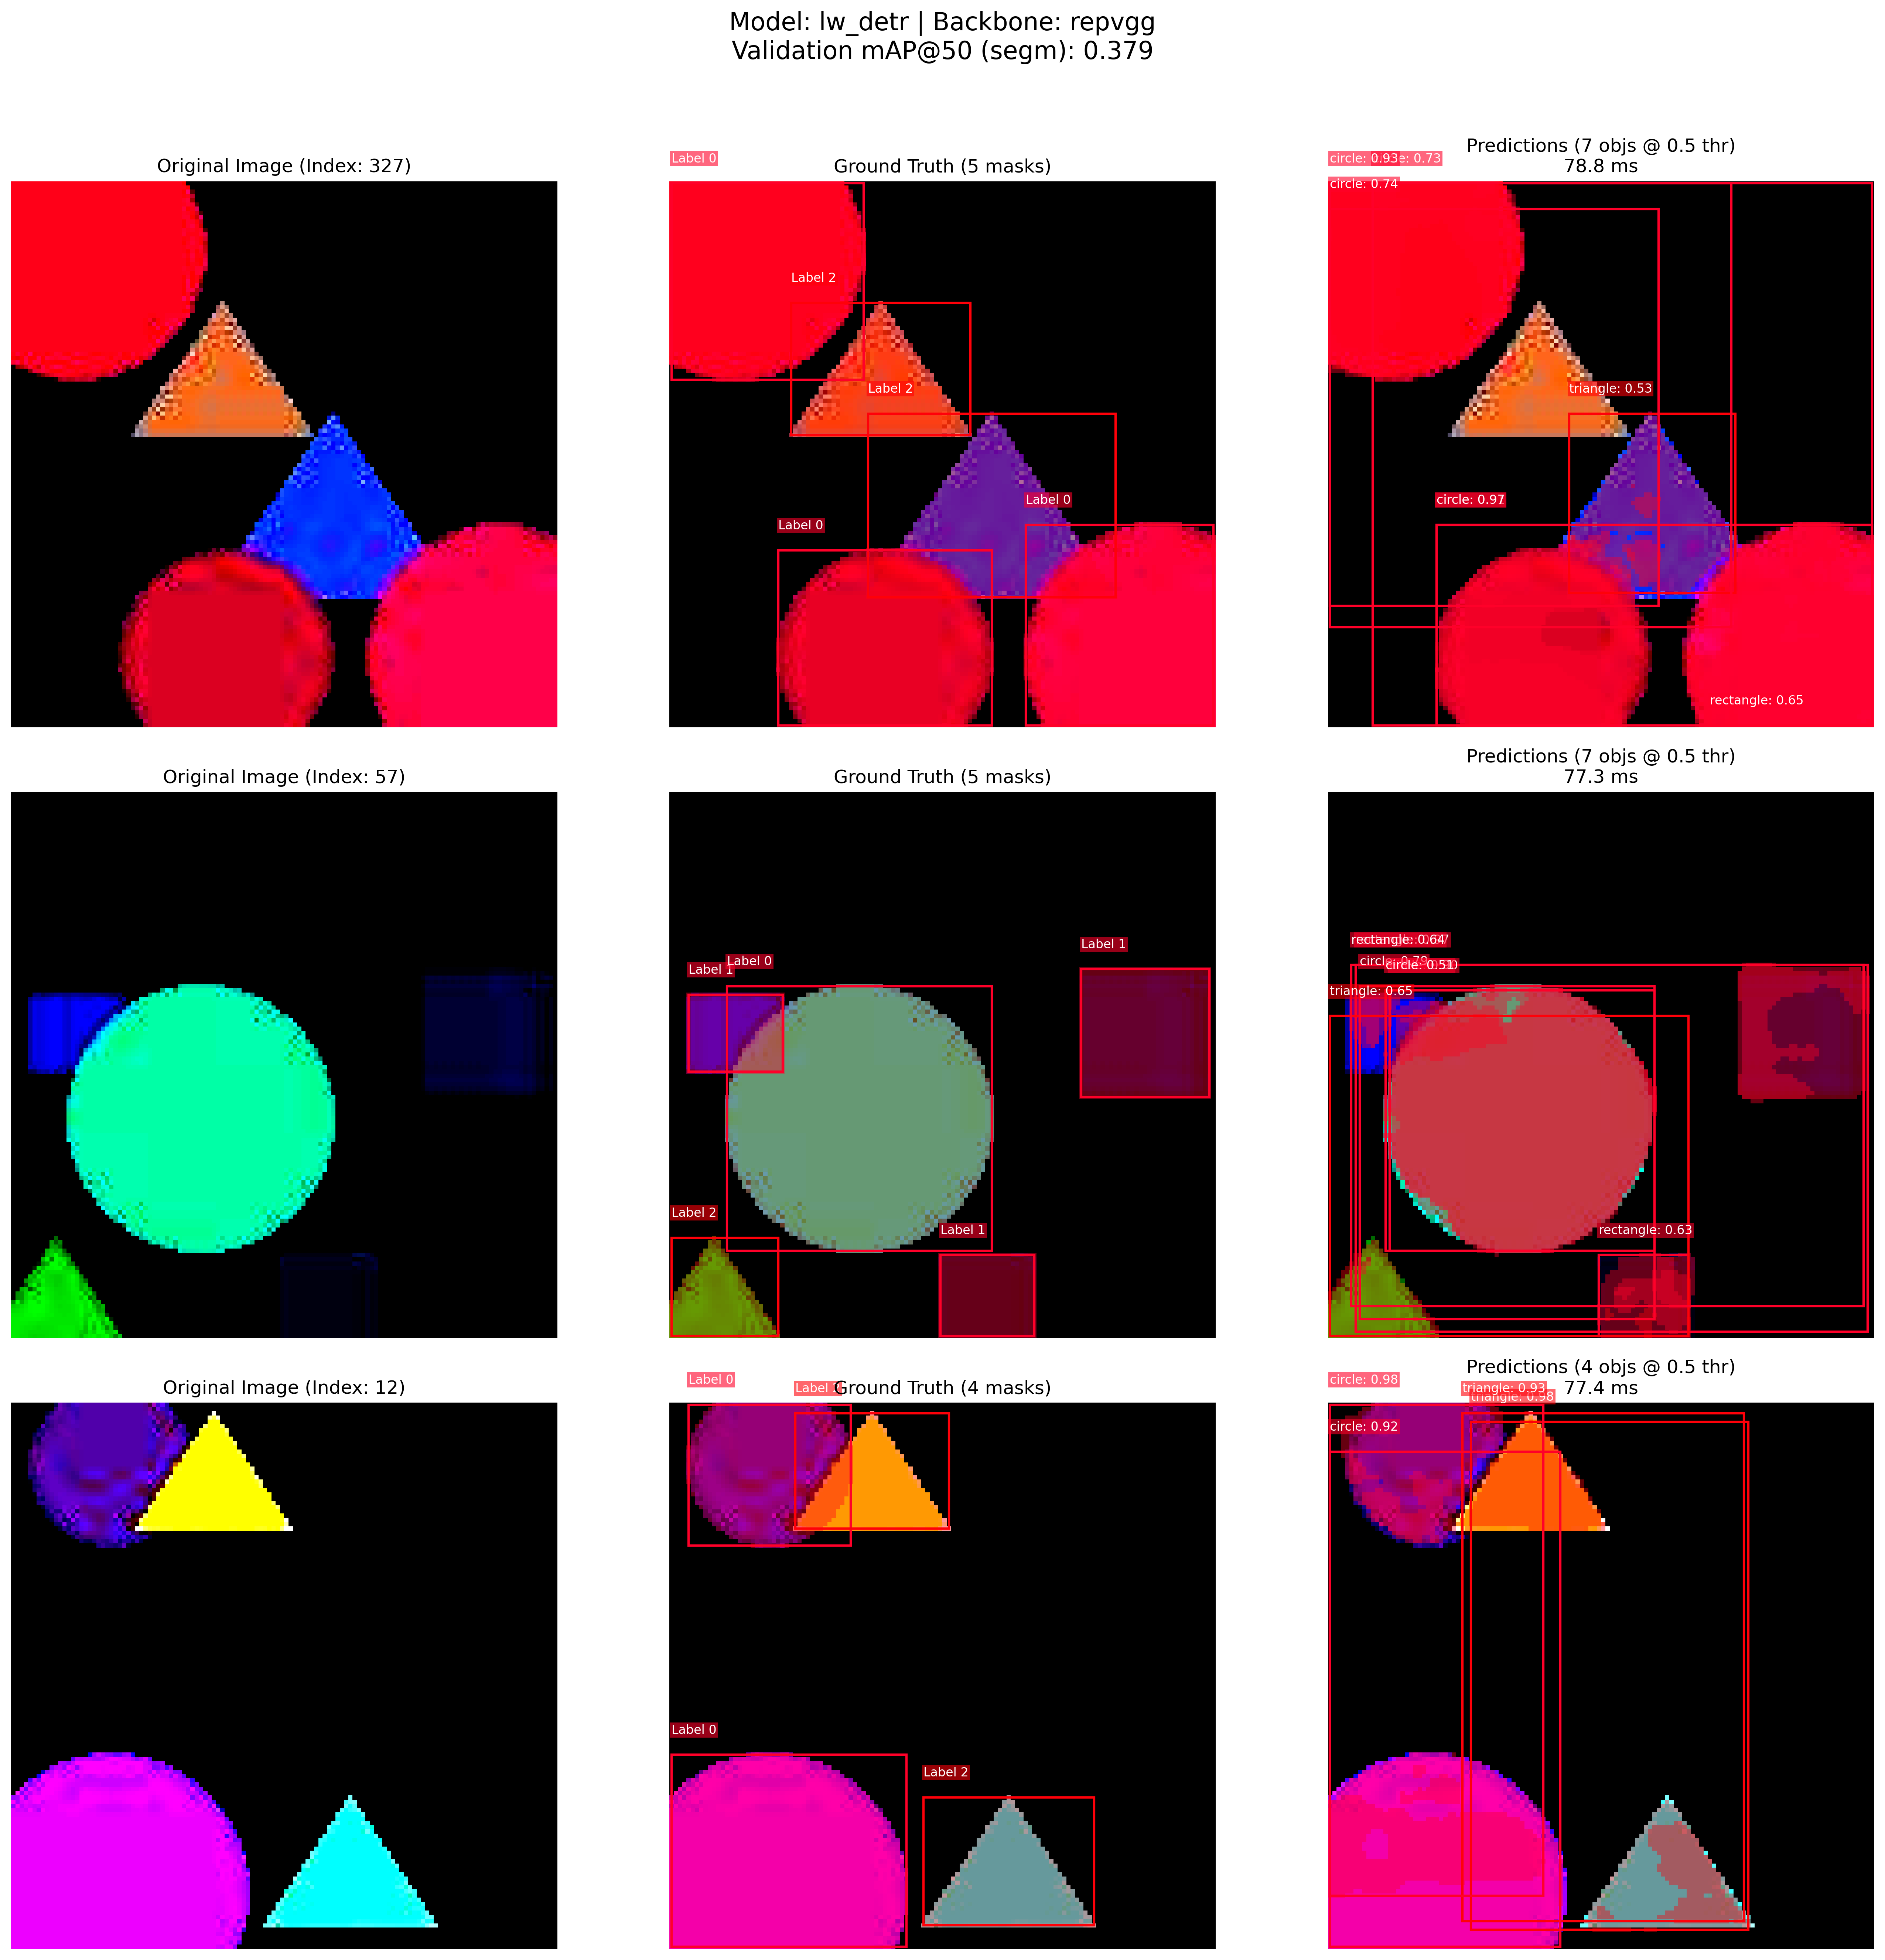 Model: lw_detr | Backbone: repvgg
Validation mAP@50 (segm): 0.379
Original Image (Index: 327)
Label 0
Ground Truth (5 masks)
Label 2
Label 2
Label 0
Label 0
Predictions (7 objs @ 0.5 thr)
78.8 ms
circle: 0.93
e: 0.73
circle: 0.74
triangle: 0.53
circle: 0.97
rectangle: 0.65
Original Image (Index: 57)
Ground Truth (5 masks)
Label 1
Label 0
Label 1
Label 2
Label 1
Predictions (7 objs @ 0.5 thr)
77.3 ms
rectangle: 0.64
circle: 0.51
triangle: 0.65
rectangle: 0.63
Original Image (Index: 12)
Label 0
Label
Ground Truth (4 masks)
Label 0
Label 2
Predictions (4 objs @ 0.5 thr)
77.4 ms
circle: 0.98
triangle: 0.93
triangle: 0.98
circle: 0.92